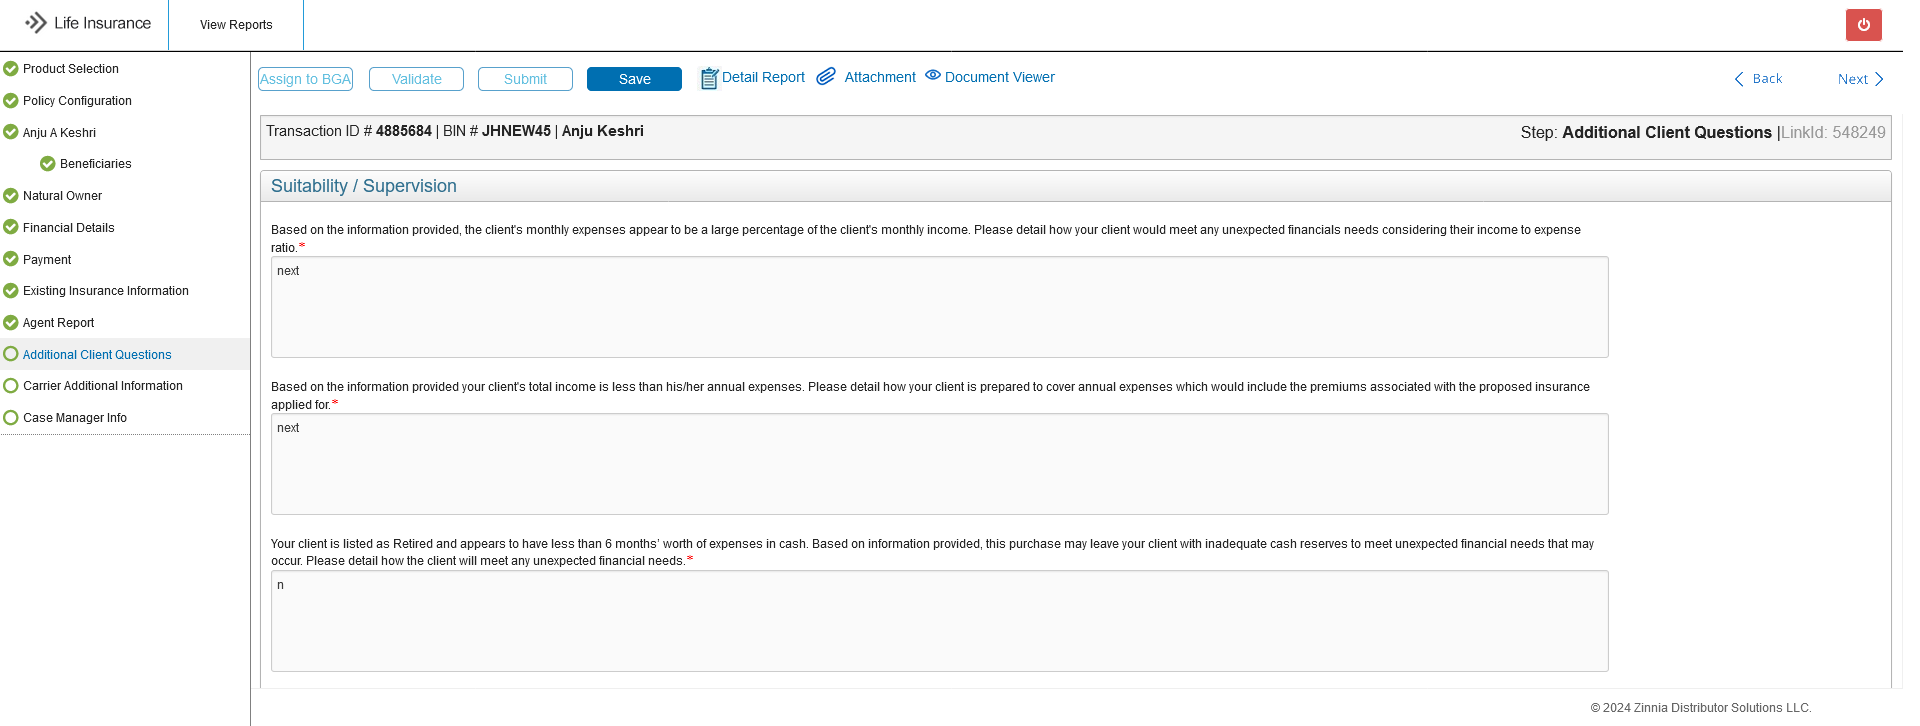 Life Insurance
View Reports
Product Selection
Policy Configuration
Anju A Keshri
Beneficiaries
Natural Owner
Financial Details
Payment
Existing Insurance Information
Agent Report
Additional Client Questions
Carrier Additional Information
Case Manager Info
Assign to BGA
Validate
Submit
Save
Detail Report
Attachment
Document Viewer
Back
Next
Transaction ID # 4885684 | BIN # JHNEW45 | Anju Keshri
Step: Additional Client Questions |LinkId: 548249
Suitability / Supervision
Based on the information provided, the client's monthly expenses appear to be a large percentage of the client's monthly income. Please detail how your client would meet any unexpected financials needs considering their income to expense
ratio.*
next
Based on the information provided your client's total income is less than his/her annual expenses. Please detail how your client is prepared to cover annual expenses which would include the premiums associated with the proposed insurance
applied for.*
next
Your client is listed as Retired and appears to have less than 6 months' worth of expenses in cash. Based on information provided, this purchase may leave your client with inadequate cash reserves to meet unexpected financial needs that may
occur. Please detail how the client will meet any unexpected financial needs.*
n
© 2024 Zinnia Distributor Solutions LLC.